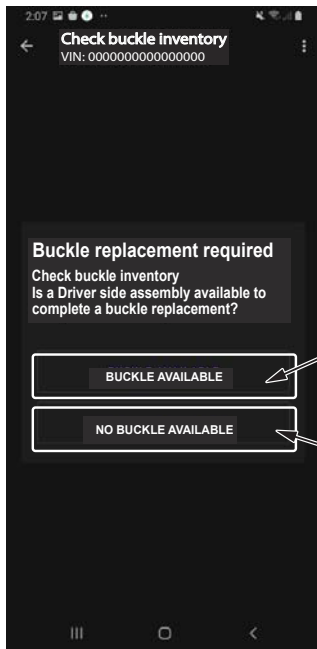 2:07
Check buckle inventory
VIN: 0000000000000000
Buckle replacement required
Check buckle inventory
Is a Driver side assembly available to
complete a buckle replacement?
BUCKLE AVAILABLE
NO BUCKLE AVAILABLE